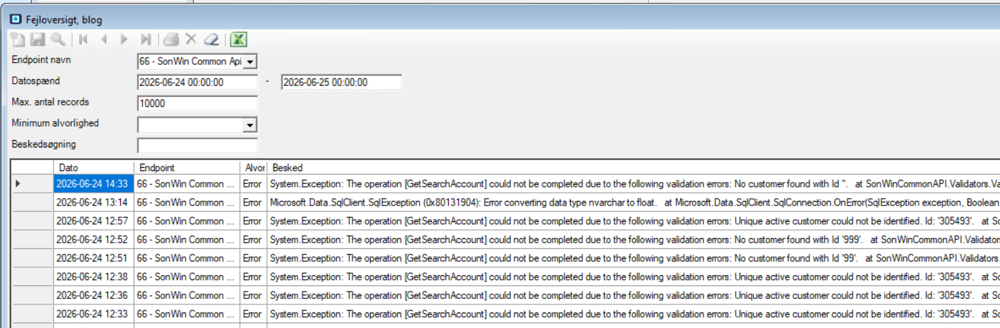 Fejloversigt, blog
Endpoint navn 66 - SonWin Common Api
Datospænd 2026-06-24 00:00:00 - 2026-06-25 00:00:00
Max. antal records 10000
Minimum alvorlighed
Beskedsøgning
Dato Endpoint Alvor Besked
2026-06-24 14:33 66 - SonWin Common ... Error System.Exception: The operation [GetSearchAccount] could not be completed due to the following validation errors: No customer found with Id ''. at SonWinCommonAPI.Validators.Va
2026-06-24 13:14 66 - SonWin Common ... Error Microsoft.Data.SqlClient.SqlException (0x80131904): Error converting data type nvarchar to float. at Microsoft.Data.SqlClient.SqlConnection.OnError(SqlException exception, Boolean
2026-06-24 12:57 66 - SonWin Common ... Error System.Exception: The operation [GetSearchAccount] could not be completed due to the following validation errors: Unique active customer could not be identified. Id: '305493'. at So
2026-06-24 12:52 66 - SonWin Common ... Error System.Exception: The operation [GetSearchAccount] could not be completed due to the following validation errors: No customer found with Id '999'. at SonWinCommonAPI.Validators
2026-06-24 12:51 66 - SonWin Common ... Error System.Exception: The operation [GetSearchAccount] could not be completed due to the following validation errors: No customer found with Id '99'. at SonWinCommonAPI.Validators.
2026-06-24 12:38 66 - SonWin Common ... Error System.Exception: The operation [GetSearchAccount] could not be completed due to the following validation errors: Unique active customer could not be identified. Id: '305493'. at So
2026-06-24 12:36 66 - SonWin Common ... Error System.Exception: The operation [GetSearchAccount] could not be completed due to the following validation errors: Unique active customer could not be identified. Id: '305493'. at So
2026-06-24 12:33 66 - SonWin Common ... Error System.Exception: The operation [GetSearchAccount] could not be completed due to the following validation errors: Unique active customer could not be identified. Id: '305493'. at So